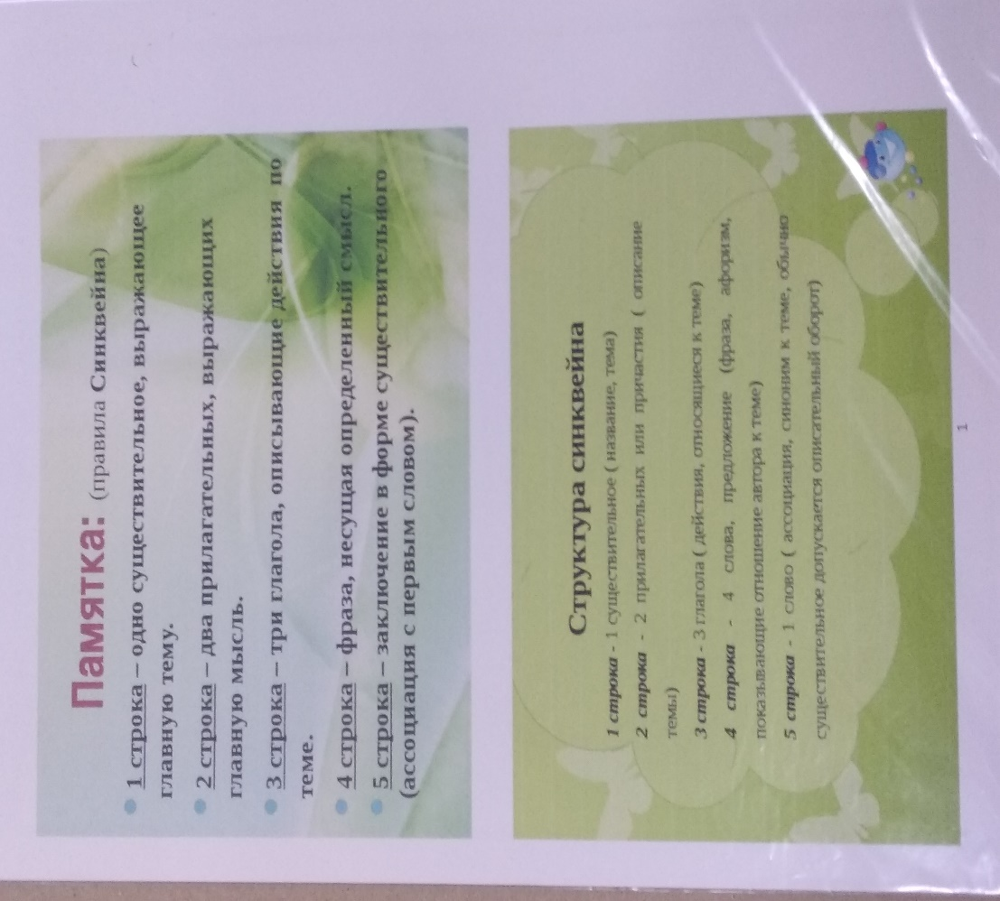 Памятка: (правила Синквейна)
1 строка – одно существительное, выражающее
главную тему.
2 строка – два прилагательных, выражающих
главную мысль.
3 строка – три глагола, описывающие действия по
теме.
4 строка – фраза, несущая определенный смысл.
5 строка – заключение в форме существительного
(ассоциация с первым словом).
Структура синквейна
1 строка - 1 существительное ( название, тема)
2 строка - 2 прилагательных или причастия ( описание
темы)
3 строка - 3 глагола ( действия, относящиеся к теме)
4 строка - 4 слова, предложение (фраза, афоризм,
показывающие отношение автора к теме)
5 строка - 1 слово ( ассоциация, синоним к теме, обычно
существительное допускается описательный оборот)
1